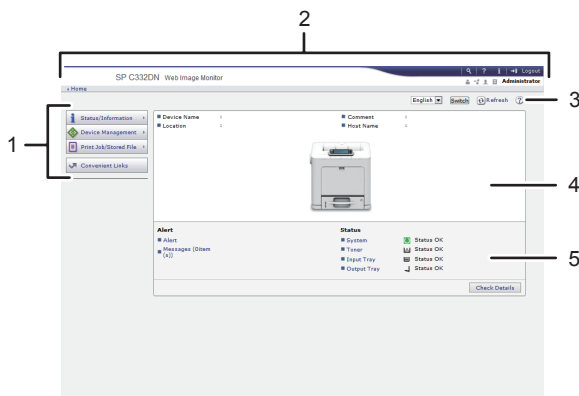 2
SP C332DN Web Image Monitor
? Logout
Administrator
Home
English Switch Refresh ?
3
1
Status/Information
Device Management
Print Job/Stored File
Convenient Links
Device Name :
Location :
Comment :
Host Name :
4
Alert
Alert
Messages (0item
[s])
Status
System Status OK
Toner Status OK
Input Tray Status OK
Output Tray Status OK
5
Check Details